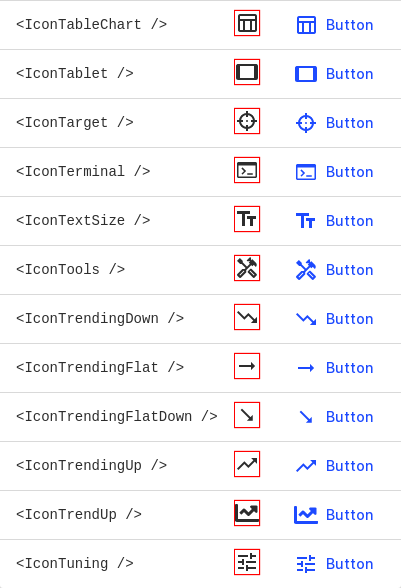 <IconTableChart /> Button
<IconTablet /> Button
<IconTarget /> Button
<IconTerminal /> Button
<IconTextSize /> Button
<IconTools /> Button
<IconTrendingDown /> Button
<IconTrendingFlat /> Button
<IconTrendingFlatDown /> Button
<IconTrendingUp /> Button
<IconTrendUp /> Button
<IconTuning /> Button